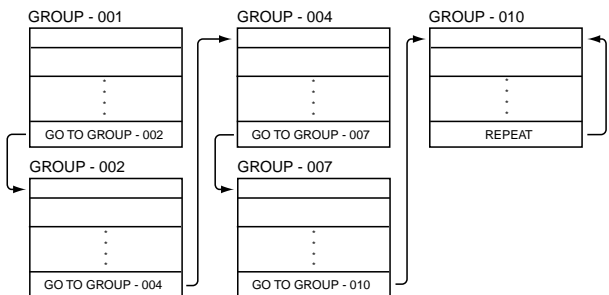 GROUP - 001
GO TO GROUP - 002
GROUP - 002
GO TO GROUP - 004
GROUP - 004
GO TO GROUP - 007
GROUP - 007
GO TO GROUP - 010
GROUP - 010
REPEAT